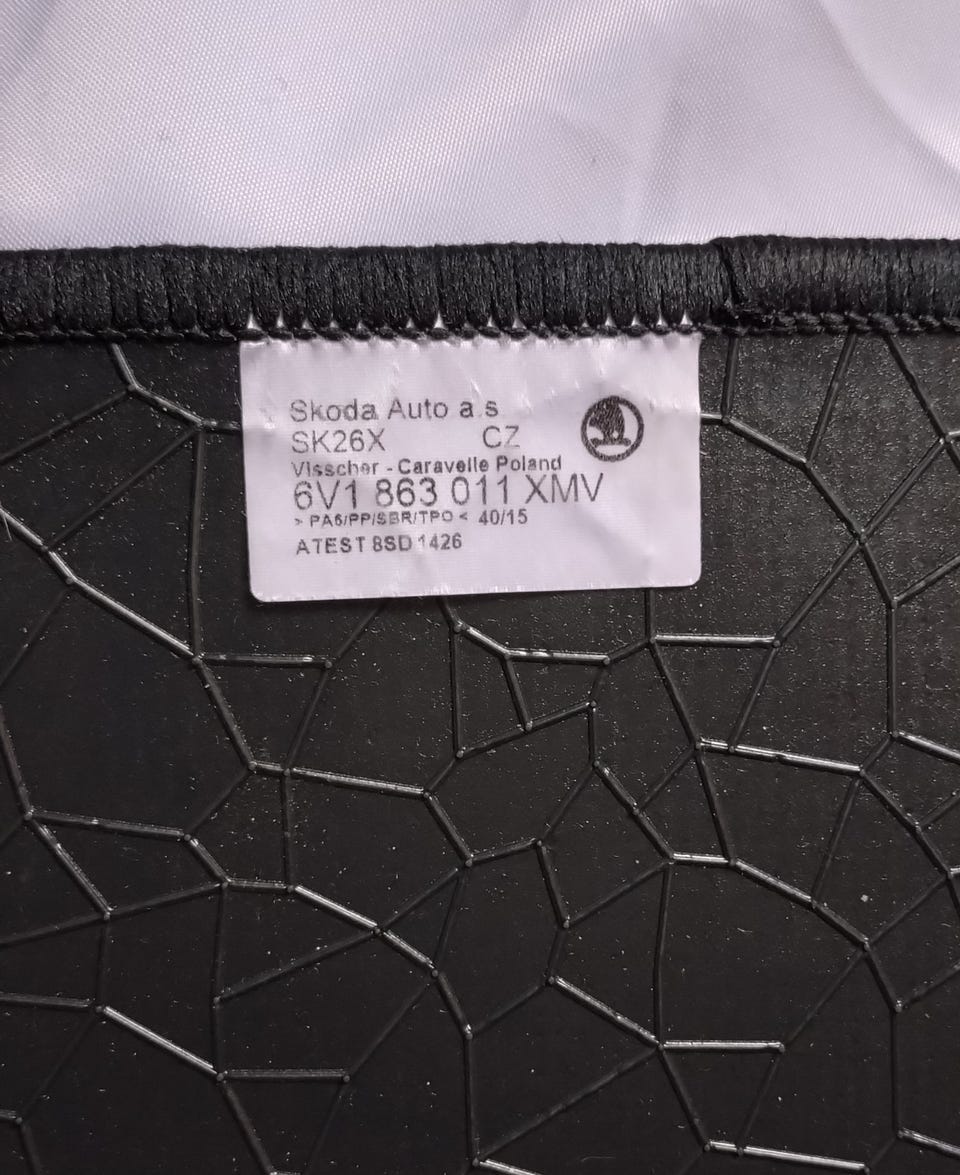 Skoda Auto a.s
SK26X CZ
Visscher - Caravelle Poland
6V1 863 011 XMV
> PA6/PP/SBR/TPO < 40/15
ATEST 8SD 1426